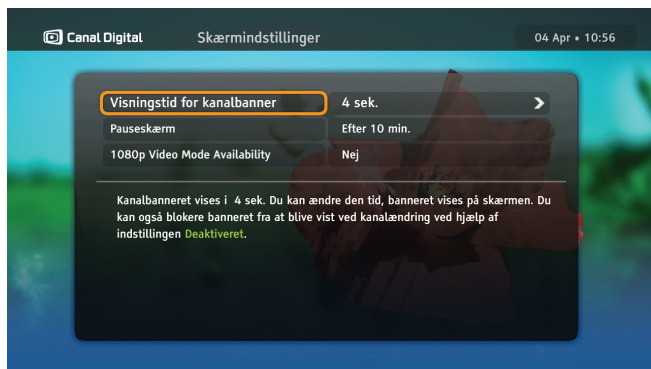 Canal Digital Skærmindstillinger 04 Apr • 10:56
Visningstid for kanalbanner 4 sek.
Pauseskærm Efter 10 min.
1080p Video Mode Availability Nej
Kanalbanneret vises i 4 sek. Du kan ændre den tid, banneret vises på skærmen. Du
kan også blokere banneret fra at blive vist ved kanalændring ved hjælp af
indstillingen Deaktiveret.